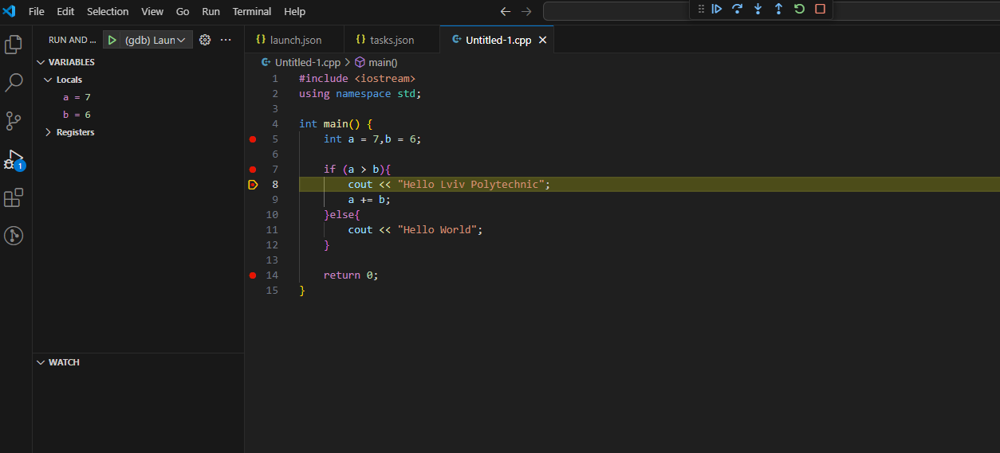 File Edit Selection View Go Run Terminal Help
RUN AND ... (gdb) Laun
launch.json tasks.json Untitled-1.cpp
VARIABLES
Locals
a = 7
b = 6
Registers
1
WATCH
Untitled-1.cpp > main()
1 #include <iostream>
2 using namespace std;
3
4 int main() {
5 int a = 7,b = 6;
6
7 if (a > b){
8 cout << "Hello Lviv Polytechnic";
9 a += b;
10 }else{
11 cout << "Hello World";
12 }
13
14 return 0;
15 }